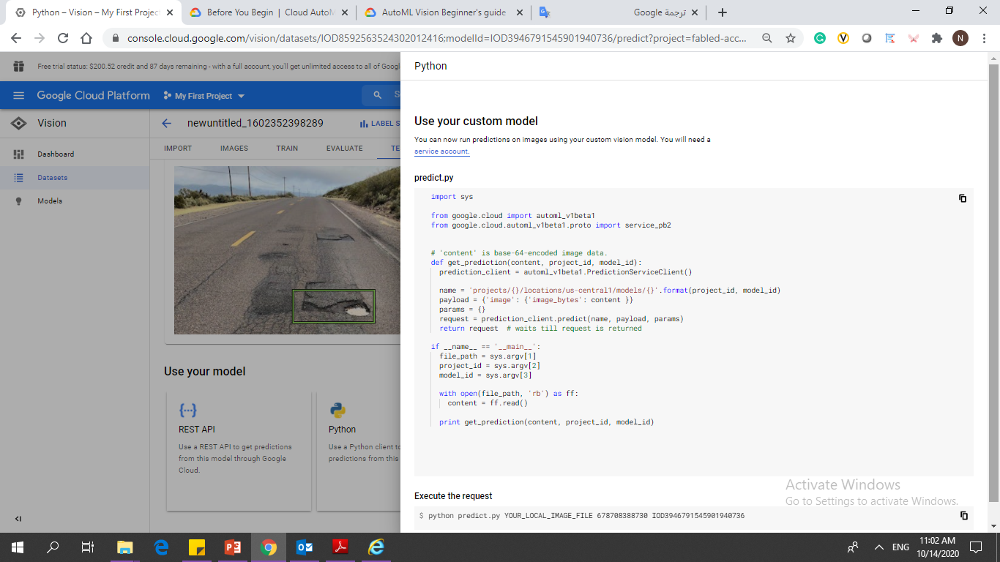 Python – Vision – My First Project
Before You Begin | Cloud AutoM
AutoML Vision Beginner's guide
ترجمة Google
console.cloud.google.com/vision/datasets/IOD8592563524302012416:modelId=IOD3946791545901940736/predict?project=fabled-acc...
N
Free trial status: $200.52 credit and 87 days remaining - with a full account, you'll get unlimited access to all of Googl
Google Cloud Platform
My First Project
S
Vision
newuntitled_1602352398289
LABEL S
IMPORT
IMAGES
TRAIN
EVALUATE
TE
Dashboard
Datasets
Models
Use your model
REST API
Use a REST API to get predictions
from this model through Google
Cloud.
Python
Use a Python client to
predictions from this
Python
Use your custom model
You can now run predictions on images using your custom vision model. You will need a
service account.
predict.py
import sys
from google.cloud import automl_v1beta1
from google.cloud.automl_v1beta1.proto import service_pb2
# 'content' is base-64-encoded image data.
def get_prediction(content, project_id, model_id):
prediction_client = automl_v1beta1.PredictionServiceClient()
name = 'projects/{}/locations/us-central1/models/{}'.format(project_id, model_id)
payload = {'image': {'image_bytes': content }}
params = {}
request = prediction_client.predict(name, payload, params)
return request  # waits till request is returned
if __name__ == '__main__':
file_path = sys.argv[1]
project_id = sys.argv[2]
model_id = sys.argv[3]
with open(file_path, 'rb') as ff:
content = ff.read()
print get_prediction(content, project_id, model_id)
Activate Windows
Go to Settings to activate Windows.
Execute the request
$ python predict.py YOUR_LOCAL_IMAGE_FILE 678708388730 IOD3946791545901940736
ENG
11:02 AM
10/14/2020